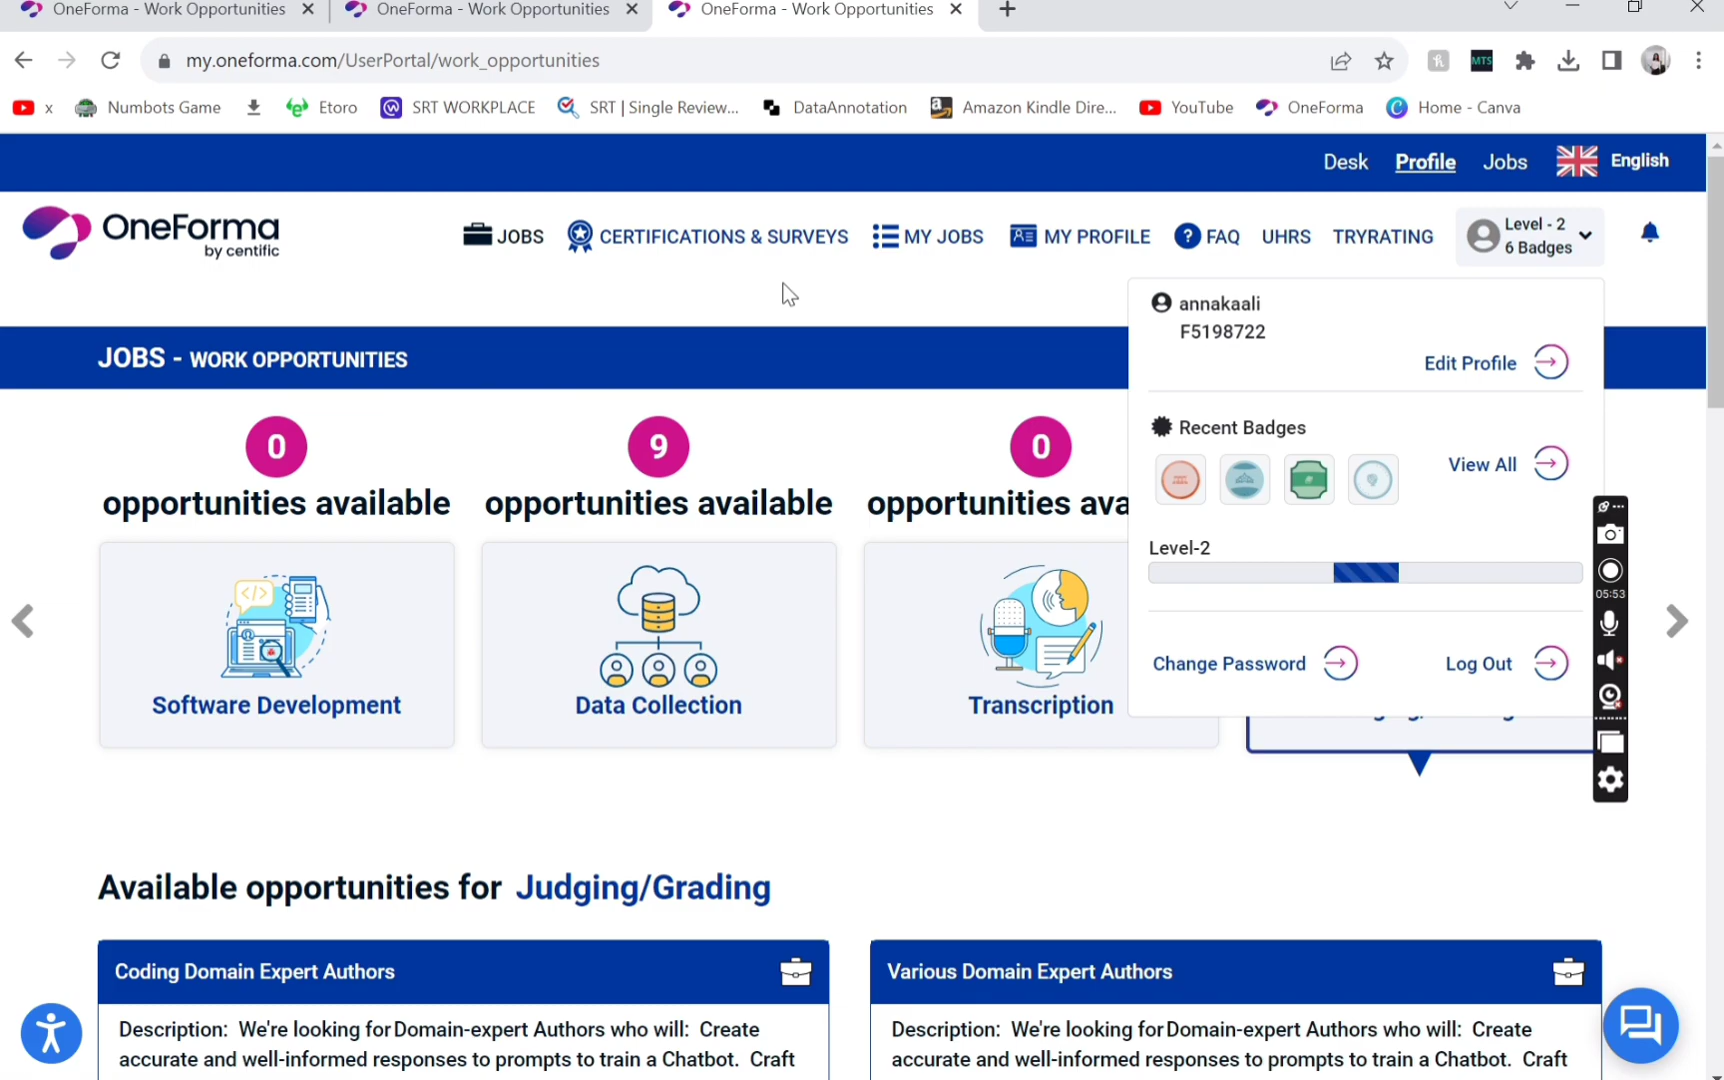 OneForma - Work Opportunities
OneForma - Work Opportunities
OneForma - Work Opportunities
my.oneforma.com/UserPortal/work_opportunities
MTS
x
Numbots Game
Etoro
SRT WORKPLACE
SRT | Single Review...
DataAnnotation
Amazon Kindle Dire...
YouTube
OneForma
Home - Canva
Desk
Profile
Jobs
English
OneForma
by centific
JOBS
CERTIFICATIONS & SURVEYS
MY JOBS
MY PROFILE
FAQ
UHRS
TRYRATING
Level - 2
6 Badges
annakaali
F5198722
Edit Profile
JOBS - WORK OPPORTUNITIES
Recent Badges
View All
Level-2
Change Password
Log Out
05:53
0
opportunities available
Software Development
9
opportunities available
Data Collection
0
opportunities ava
Transcription
Available opportunities for Judging/Grading
Coding Domain Expert Authors
Description: We're looking for Domain-expert Authors who will: Create
accurate and well-informed responses to prompts to train a Chatbot. Craft
Various Domain Expert Authors
Description: We're looking for Domain-expert Authors who will: Create
accurate and well-informed responses to prompts to train a Chatbot. Craft